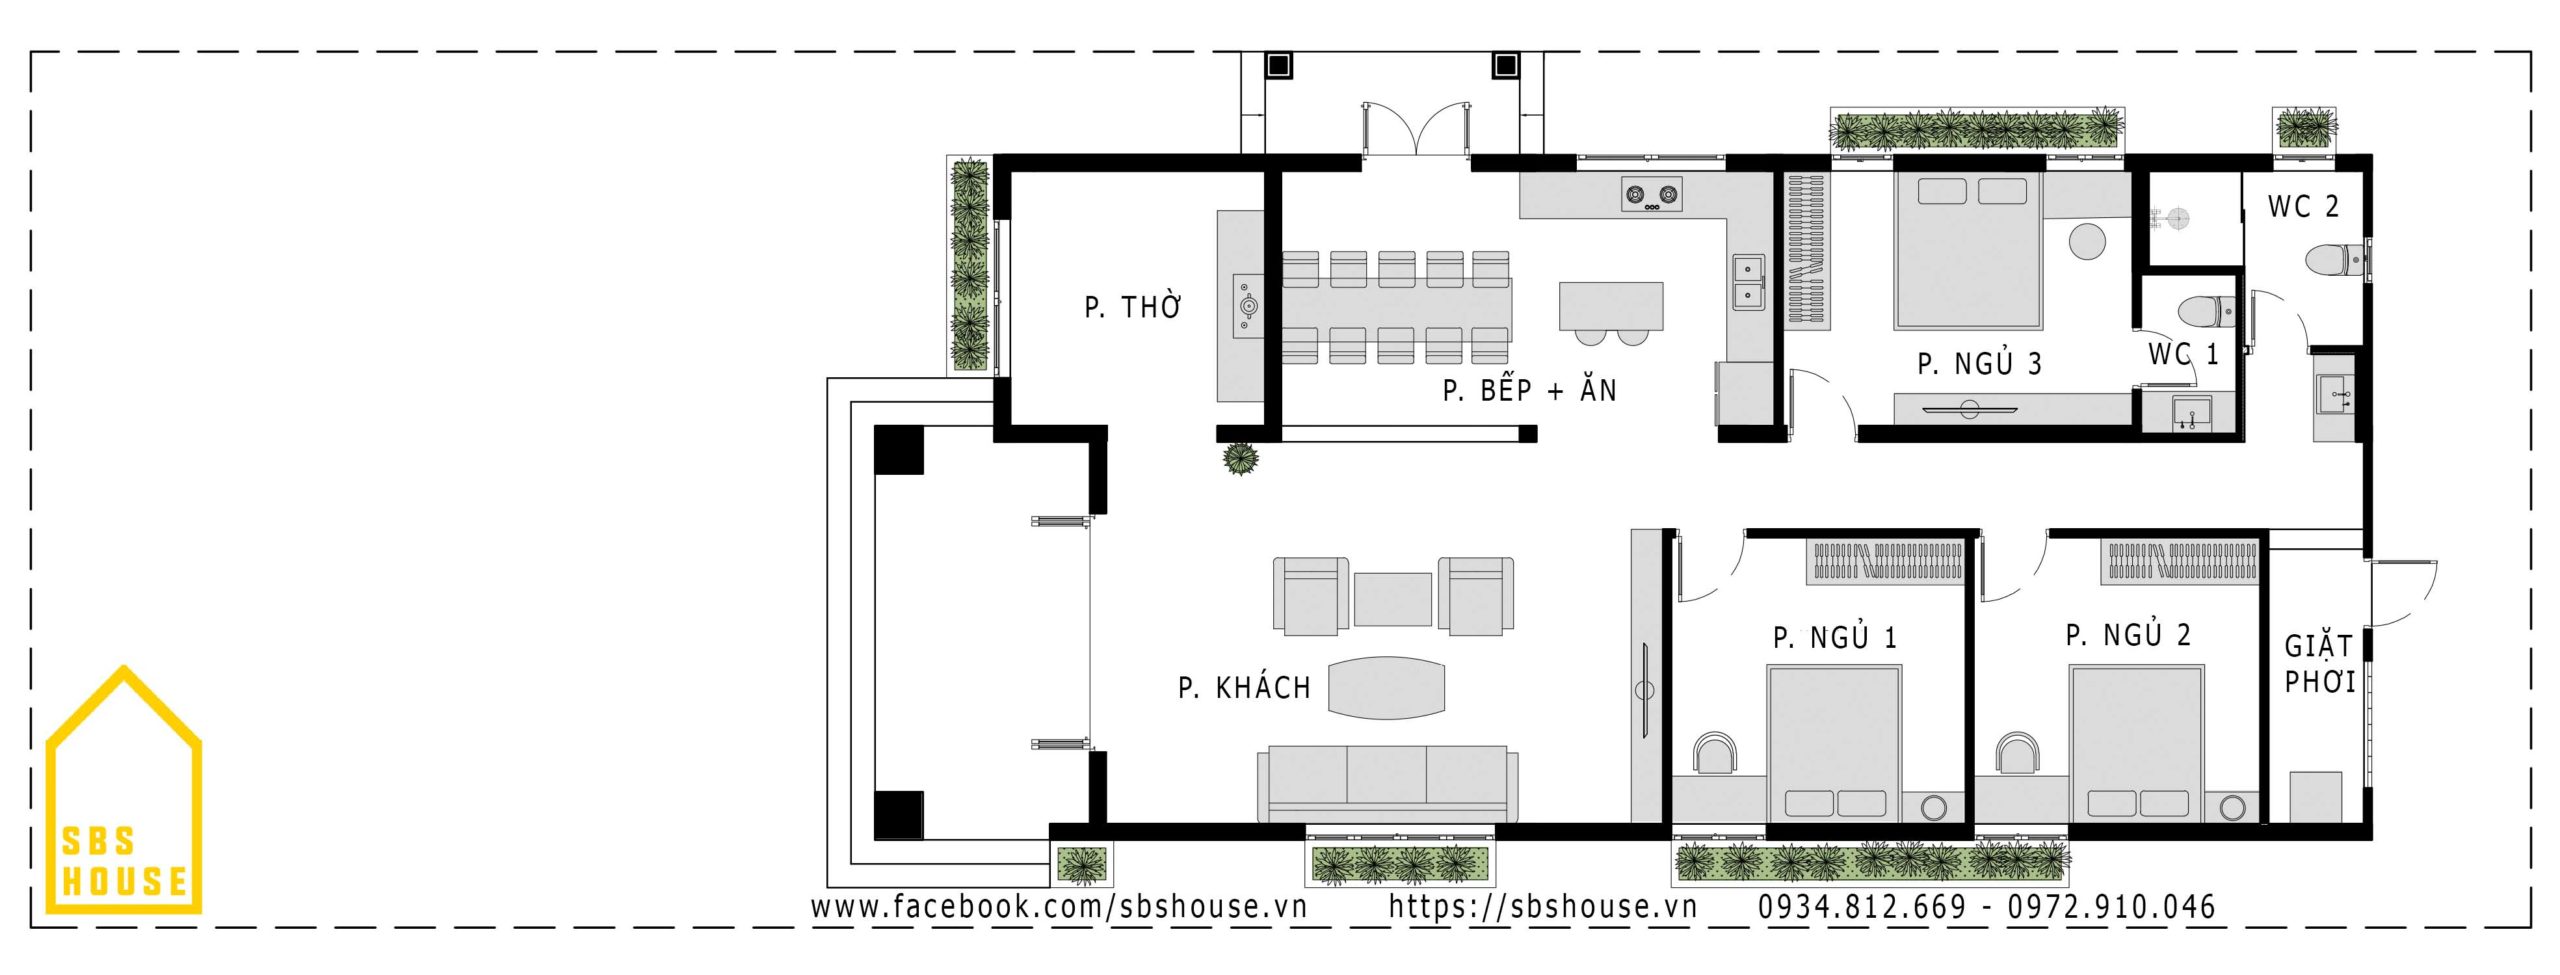 WC 2
P. THỜ
WC 1
P. NGỦ 3
P. BẾP + ĂN
P. NGỦ 1
P. NGỦ 2
GIẶT
PHƠI
P. KHÁCH
SBS
HOUSE
www.facebook.com/sbshouse.vn https://sbshouse.vn 0934.812.669 - 0972.910.046